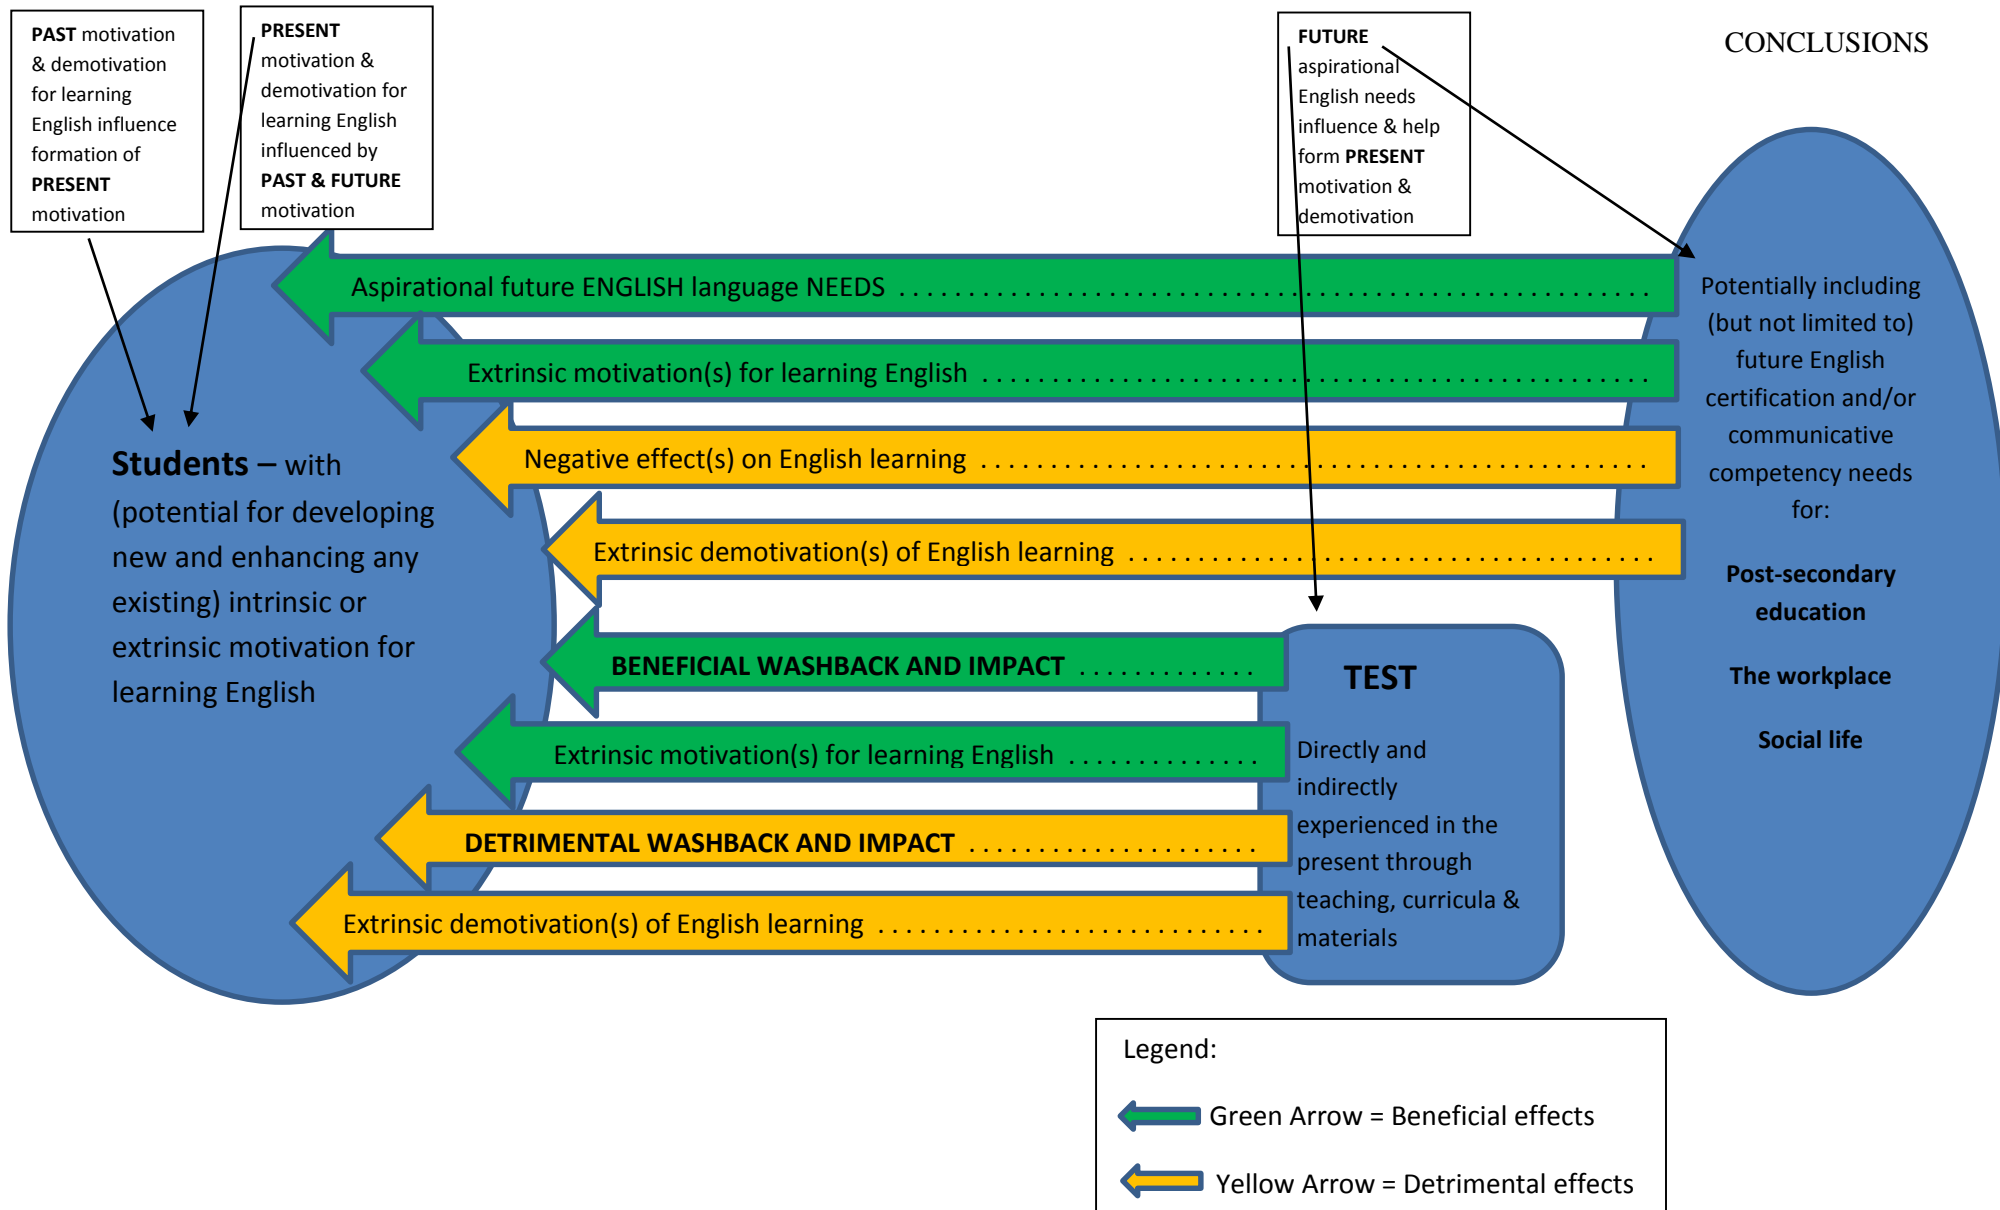 PAST motivation
& demotivation
for learning
English influence
formation of
PRESENT
motivation
PRESENT
motivation &
demotivation for
learning English
influenced by
PAST & FUTURE
motivation
FUTURE
aspirational
English needs
influence & help
form PRESENT
motivation &
demotivation
CONCLUSIONS
Aspirational future ENGLISH language NEEDS . . . . . . . . . . . . . . . . . . . . . . . . . . . . . . . . . . . . . . . . . . . . . . . . . . . . . . .
Extrinsic motivation(s) for learning English . . . . . . . . . . . . . . . . . . . . . . . . . . . . . . . . . . . . . . . . . . . . . . . . .
Negative effect(s) on English learning . . . . . . . . . . . . . . . . . . . . . . . . . . . . . . . . . . . . . . . . . . . . . . . . .
Extrinsic demotivation(s) of English learning . . . . . . . . . . . . . . . . . . . . . . . . . . . . . . . . . . . . . . .
Students – with
(potential for developing
new and enhancing any
existing) intrinsic or
extrinsic motivation for
learning English
BENEFICIAL WASHBACK AND IMPACT . . . . . . . . . . . . .
Extrinsic motivation(s) for learning English . . . . . . . . . . . . . .
DETRIMENTAL WASHBACK AND IMPACT . . . . . . . . . . . . . . . . . . . . .
Extrinsic demotivation(s) of English learning . . . . . . . . . . . . . . . . . . . . . . . . . . . .
TEST
Directly and
indirectly
experienced in the
present through
teaching, curricula &
materials
Potentially including
(but not limited to)
future English
certification and/or
communicative
competency needs
for:
Post-secondary
education
The workplace
Social life
Legend:
Green Arrow = Beneficial effects
Yellow Arrow = Detrimental effects